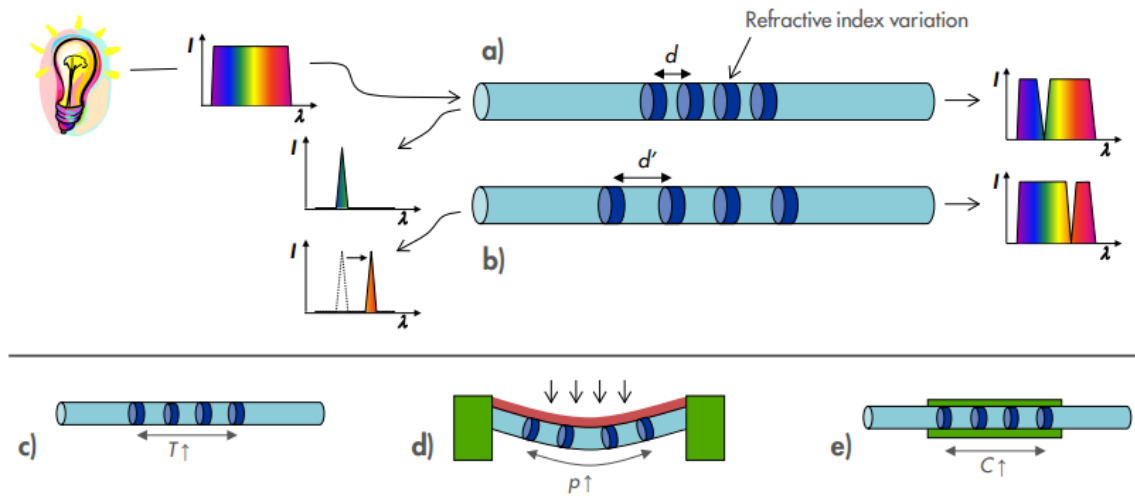 Refractive index variation
a)
d
I
λ
I
λ
I
λ
d′
I
λ
b)
I
λ
c)
T↑
d)
p↑
e)
C↑